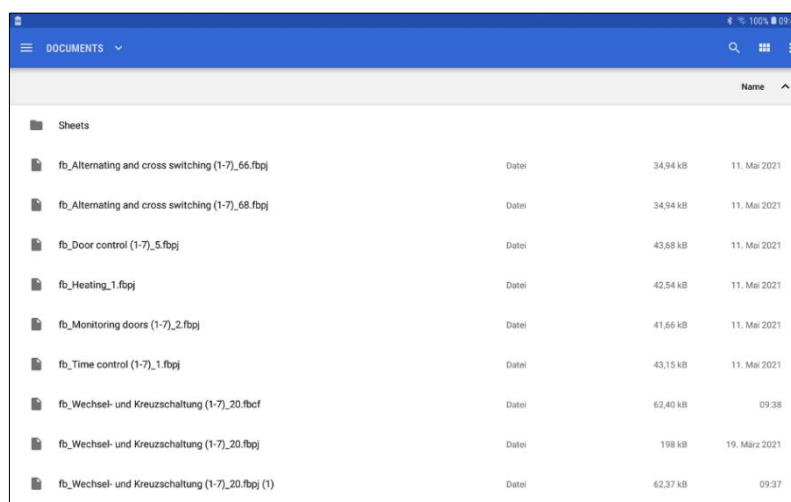 100% 09:
DOCUMENTS
Name
Sheets
fb_Alternating and cross switching (1-7)_66.fbpj Datei 34,94 kB 11. Mai 2021
fb_Alternating and cross switching (1-7)_68.fbpj Datei 34,94 kB 11. Mai 2021
fb_Door control (1-7)_5.fbpj Datei 43,68 kB 11. Mai 2021
fb_Heating_1.fbpj Datei 42,54 kB 11. Mai 2021
fb_Monitoring doors (1-7)_2.fbpj Datei 41,66 kB 11. Mai 2021
fb_Time control (1-7)_1.fbpj Datei 43,15 kB 11. Mai 2021
fb_Wechsel- und Kreuzschaltung (1-7)_20.fbcf Datei 62,40 kB 09:38
fb_Wechsel- und Kreuzschaltung (1-7)_20.fbpj Datei 198 kB 19. März 2021
fb_Wechsel- und Kreuzschaltung (1-7)_20.fbpj (1) Datei 62,37 kB 09:37